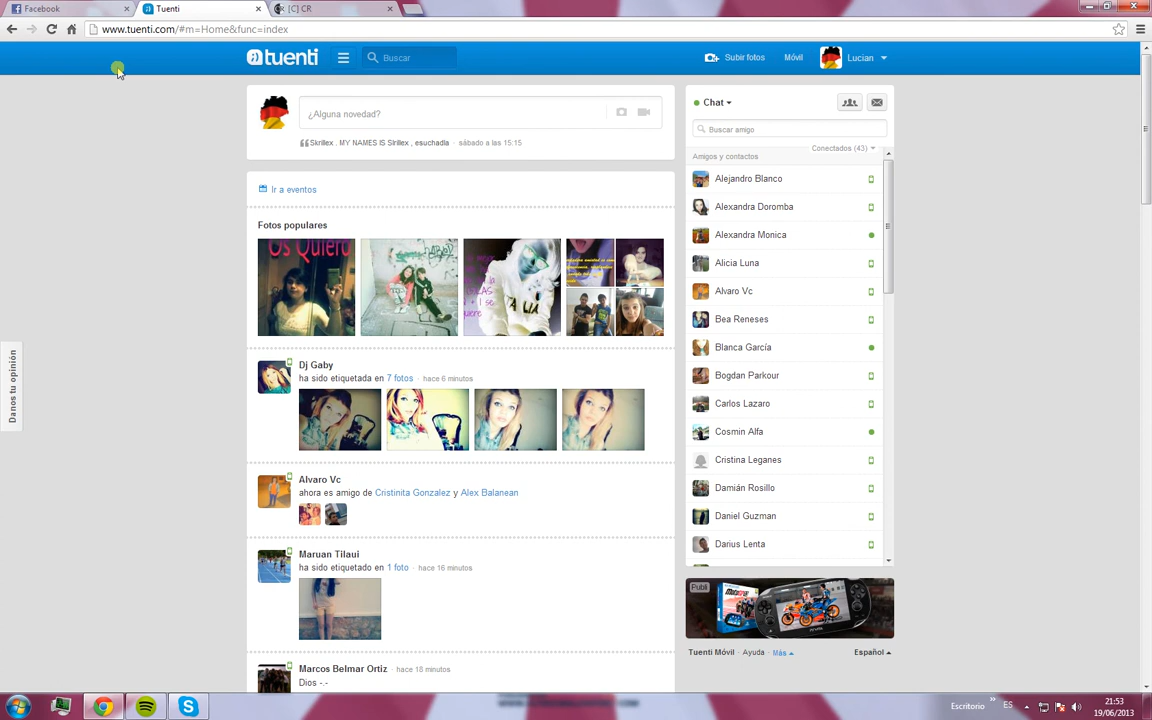 Facebook
Tuenti
[C] CR
www.tuenti.com/#m=Home&func=index
tuenti
Buscar
Subir fotos
Móvil
Lucian
¿Alguna novedad?
Skrillex . MY NAMES IS SIrillex , esuchadla · sábado a las 15:15
Ir a eventos
Fotos populares
Os Quiero
Dj Gaby
ha sido etiquetada en 7 fotos · hace 6 minutos
Alvaro Vc
ahora es amigo de Cristinita Gonzalez y Alex Balanean
Maruan Tilaui
ha sido etiquetado en 1 foto · hace 16 minutos
Marcos Belmar Ortiz · hace 18 minutos
Dios -.-
Chat
Buscar amigo
Conectados (43)
Amigos y contactos
Alejandro Blanco
Alexandra Doromba
Alexandra Monica
Alicia Luna
Alvaro Vc
Bea Reneses
Blanca García
Bogdan Parkour
Carlos Lazaro
Cosmin Alfa
Cristina Leganes
Damián Rosillo
Daniel Guzman
Darius Lenta
Publi
Tuenti Móvil · Ayuda · Más
Español
Danos tu opinión
Escritorio
ES
21:53
19/06/2013